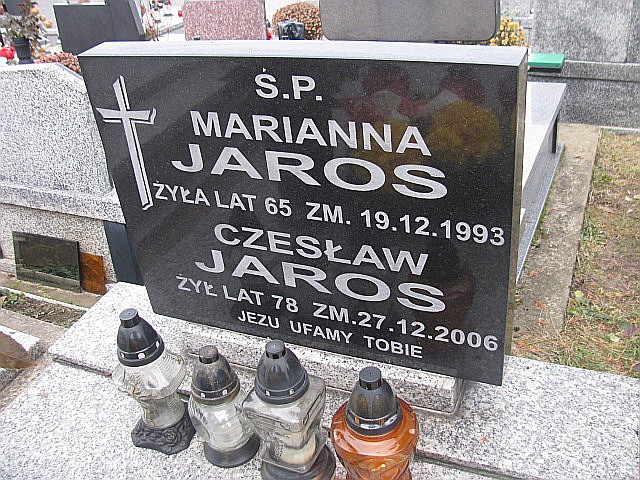 Ś.P.
MARIANNA
JAROS
ŻYŁA LAT 65 ZM. 19.12.1993
CZESŁAW
JAROS
ŻYŁ LAT 78 ZM.27.12.2006
JEZU UFAMY TOBIE